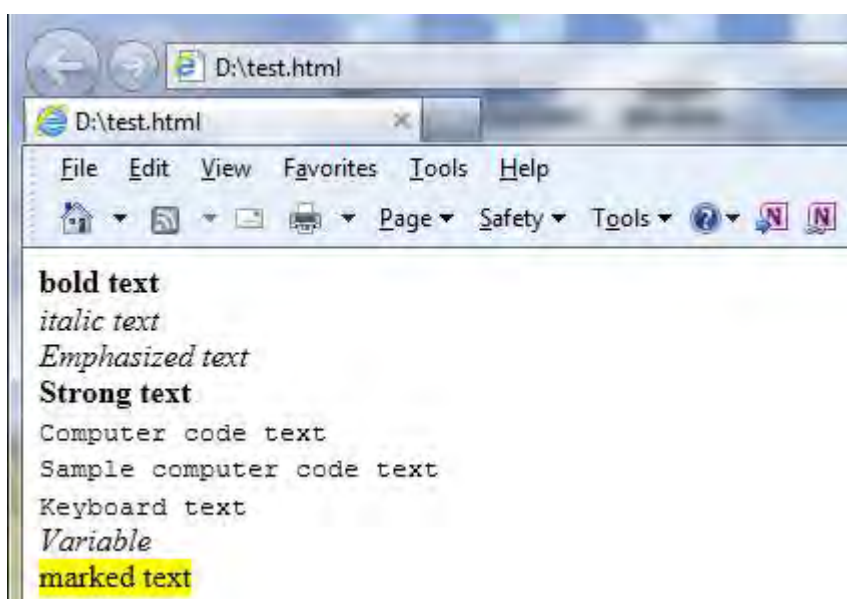 D:\test.html
D:\test.html
File Edit View Favorites Tools Help
Page Safety Tools
bold text
italic text
Emphasized text
Strong text
Computer code text
Sample computer code text
Keyboard text
Variable
marked text